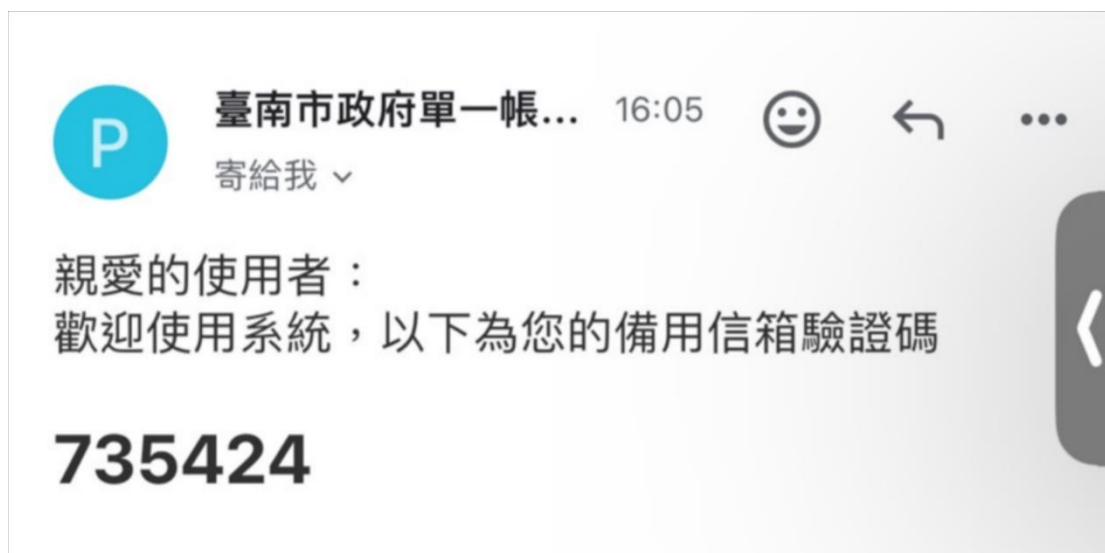 P
臺南市政府單一帳... 16:05
寄給我
親愛的使用者：
歡迎使用系統，以下為您的備用信箱驗證碼
735424